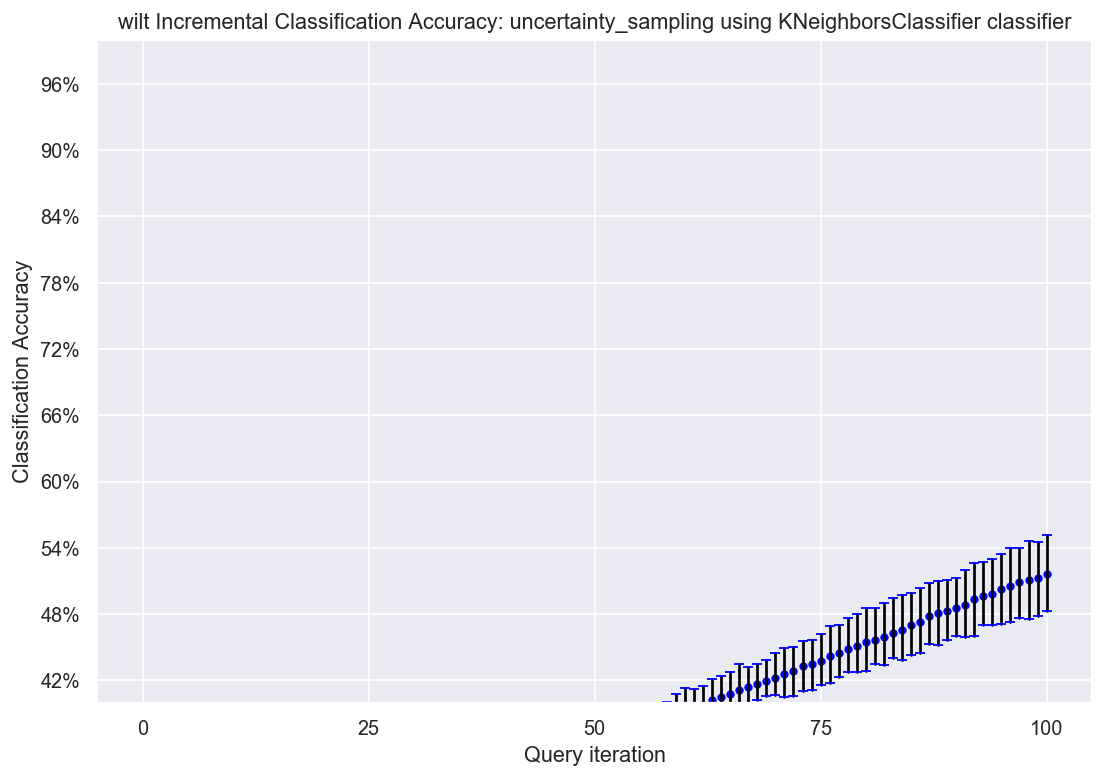 wilt Incremental Classification Accuracy: uncertainty_sampling using KNeighborsClassifier classifier
96%
90%
84%
78%
72%
66%
60%
54%
48%
42%
Classification Accuracy
0 25 50 75 100
Query iteration